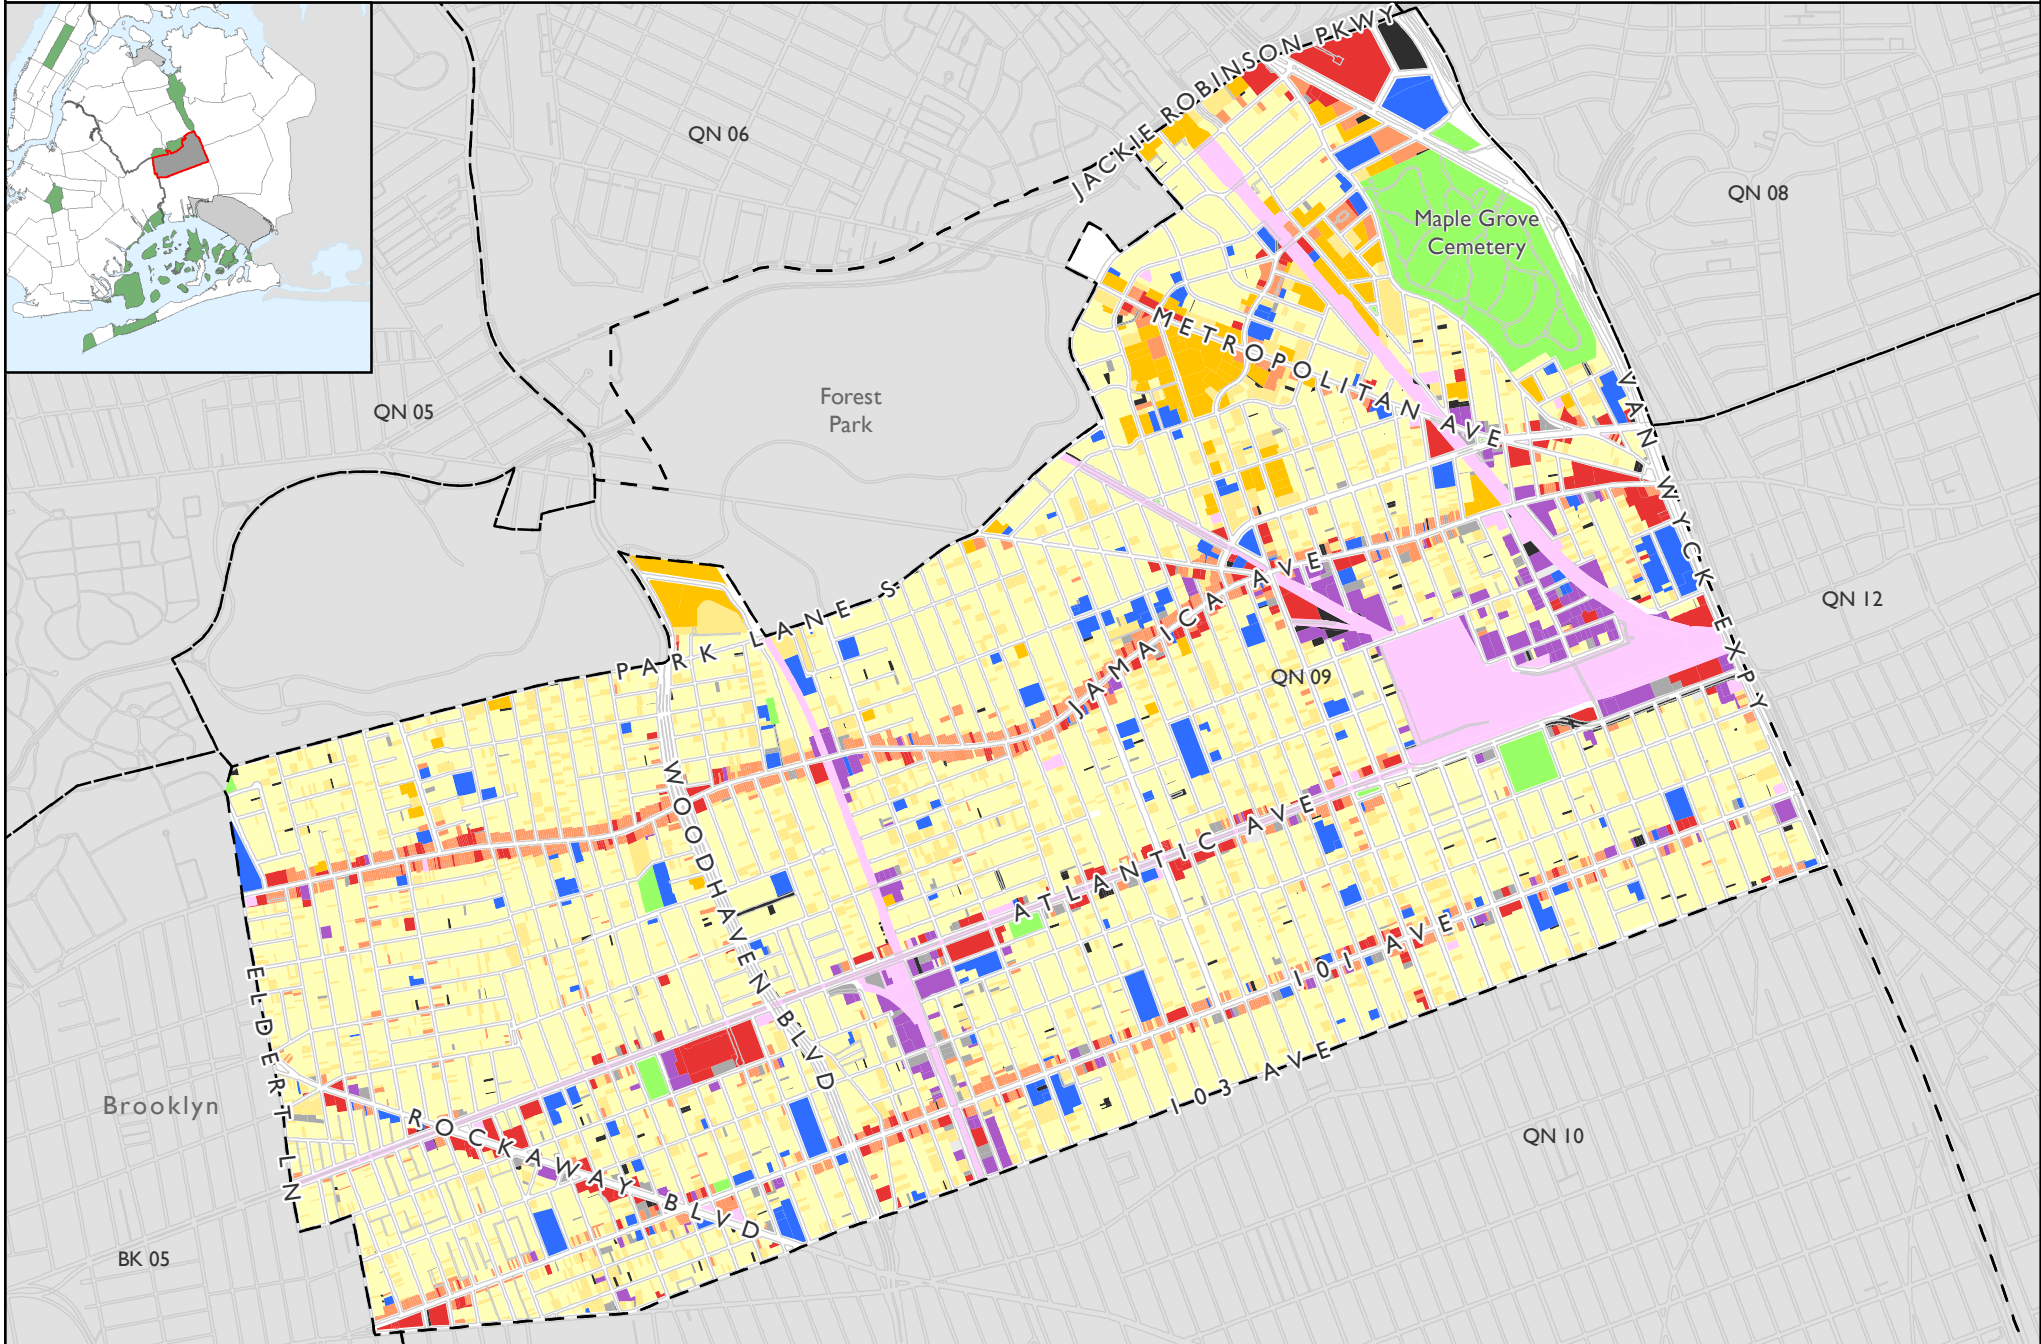 JACKIE ROBINSON PKWY
QN 06
QN 08
Maple Grove
Cemetery
METROPOLITAN AVE
VAN WYCK EXPY
Forest
Park
QN 05
QN 12
PARK LANE S
JAMAICA AVE
QN 09
WOODHAVEN BLVD
ATLANTIC AVE
101 AVE
ELDERT LN
103 AVE
Brooklyn
ROCKAWAY BLVD
QN 10
BK 05